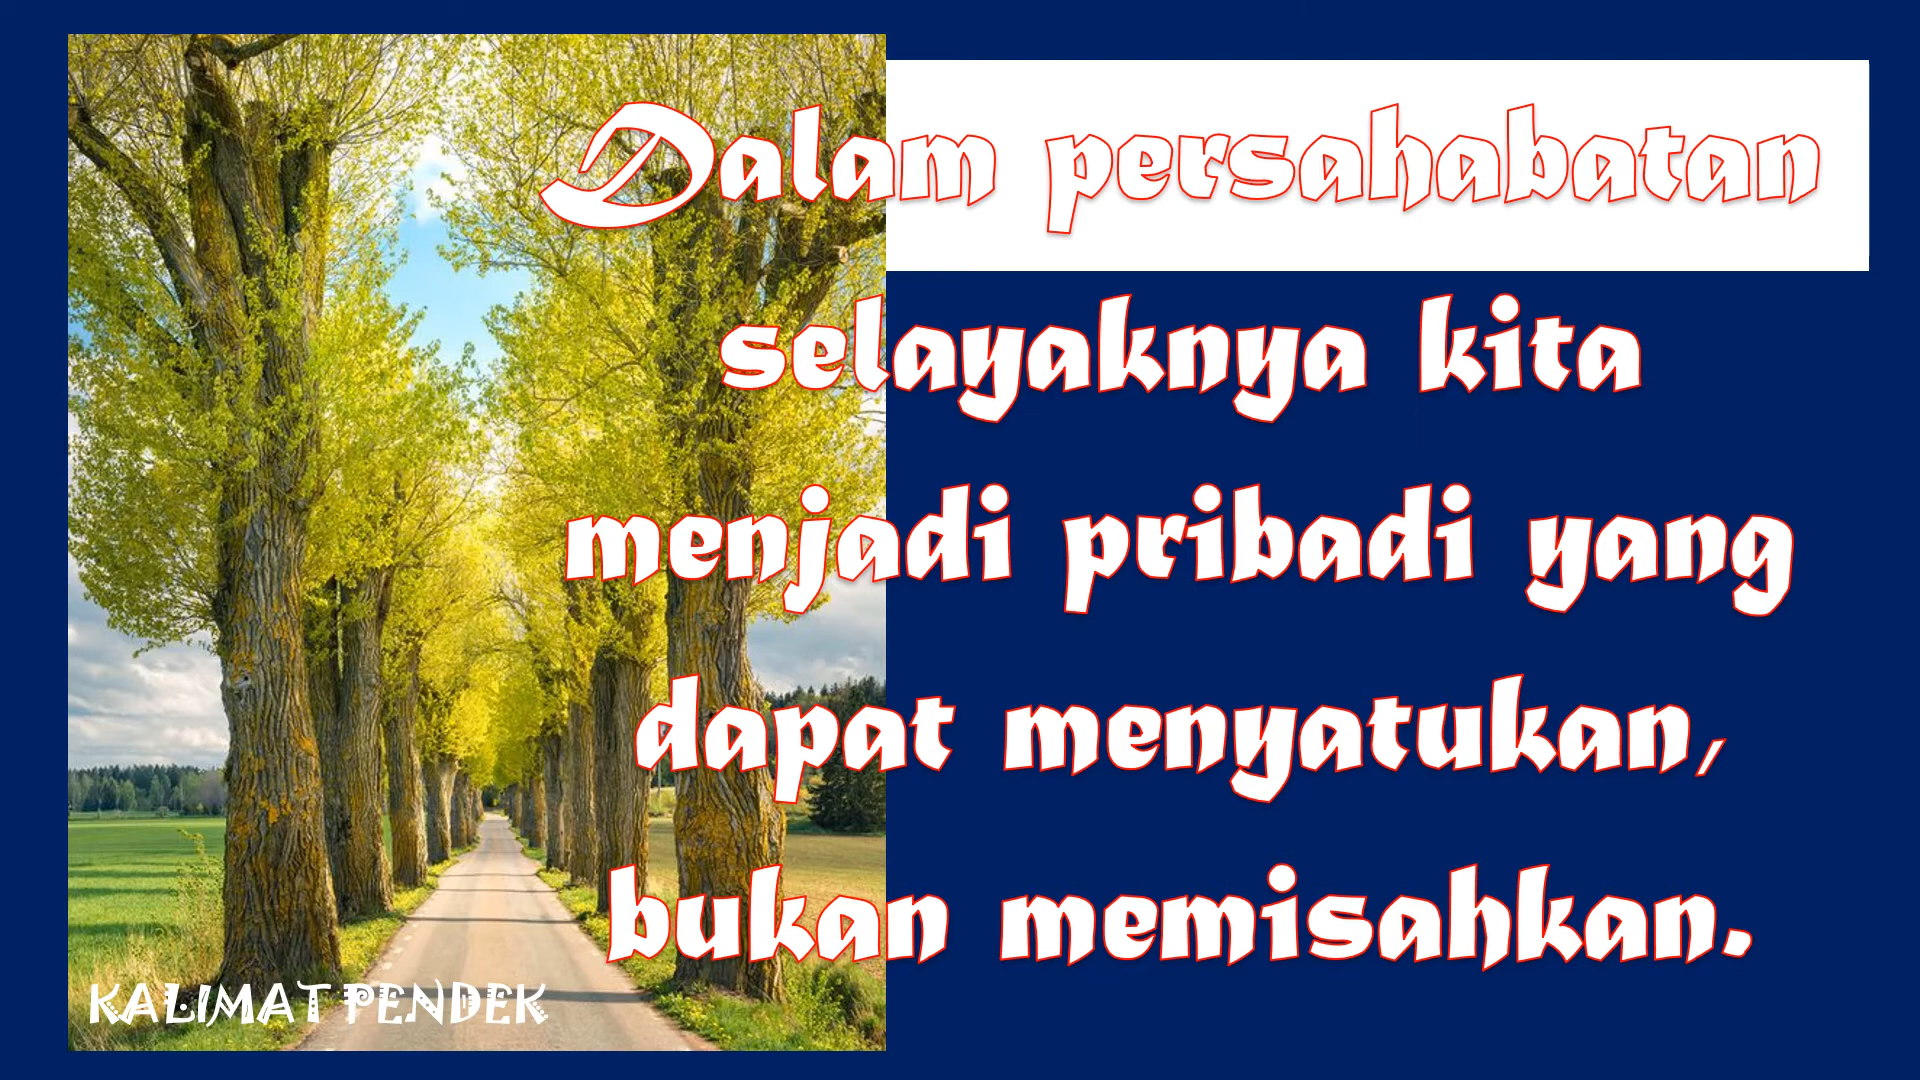 Dalam persahabatan
selayaknya kita
menjadi pribadi yang
dapat menyatukan,
bukan memisahkan.
KALIMAT PENDEK